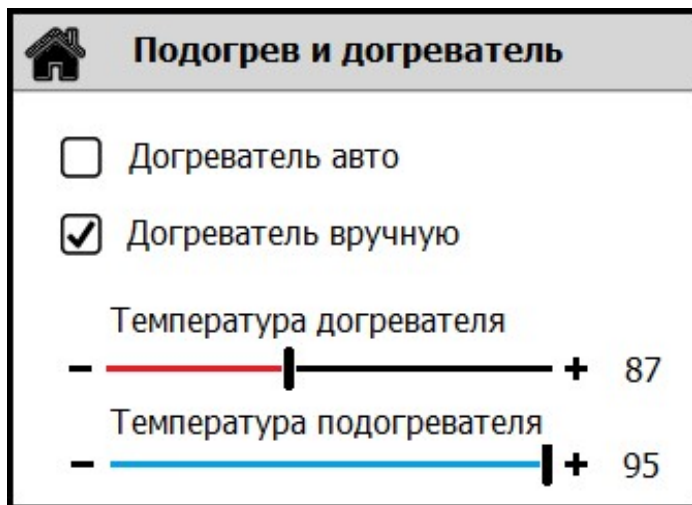 Подогрев и догреватель
Догреватель авто
Догреватель вручную
Температура догревателя
- + 87
Температура подогревателя
- + 95